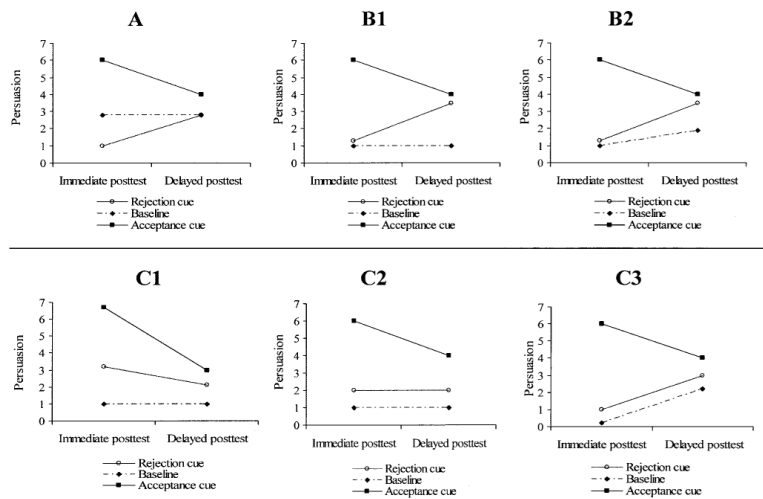 A
B1
B2
Persuasion
7
6
5
4
3
2
1
0
Immediate posttest Delayed posttest
Rejection cue
Baseline
Acceptance cue
Persuasion
7
6
5
4
3
2
1
0
Immediate posttest Delayed posttest
Rejection cue
Baseline
Acceptance cue
Persuasion
7
6
5
4
3
2
1
0
Immediate posttest Delayed posttest
Rejection cue
Baseline
Acceptance cue
C1
C2
C3
Persuasion
7
6
5
4
3
2
1
0
Immediate posttest Delayed posttest
Rejection cue
Baseline
Acceptance cue
Persuasion
7
6
5
4
3
2
1
0
Immediate posttest Delayed posttest
Rejection cue
Baseline
Acceptance cue
Persuasion
7
6
5
4
3
2
1
0
Immediate posttest Delayed posttest
Rejection cue
Baseline
Acceptance cue